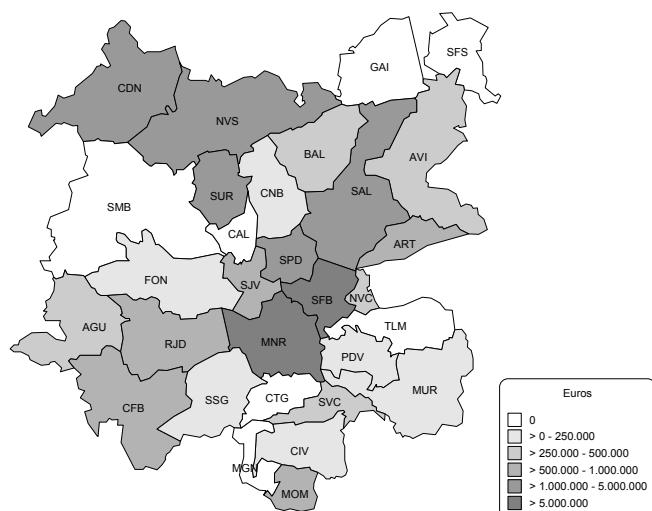 SFS
GAI
CDN
NVS
BAL
AVI
SUR
CNB
SAL
SMB
CAL
ART
SPD
FON
SJV
SFB
NVC
AGU
TLM
RJD
MNR
PDV
MUR
SSG
CTG
SVC
CFB
CIV
MGN
MOM
Euros
0
> 0 - 250.000
> 250.000 - 500.000
> 500.000 - 1.000.000
> 1.000.000 - 5.000.000
> 5.000.000